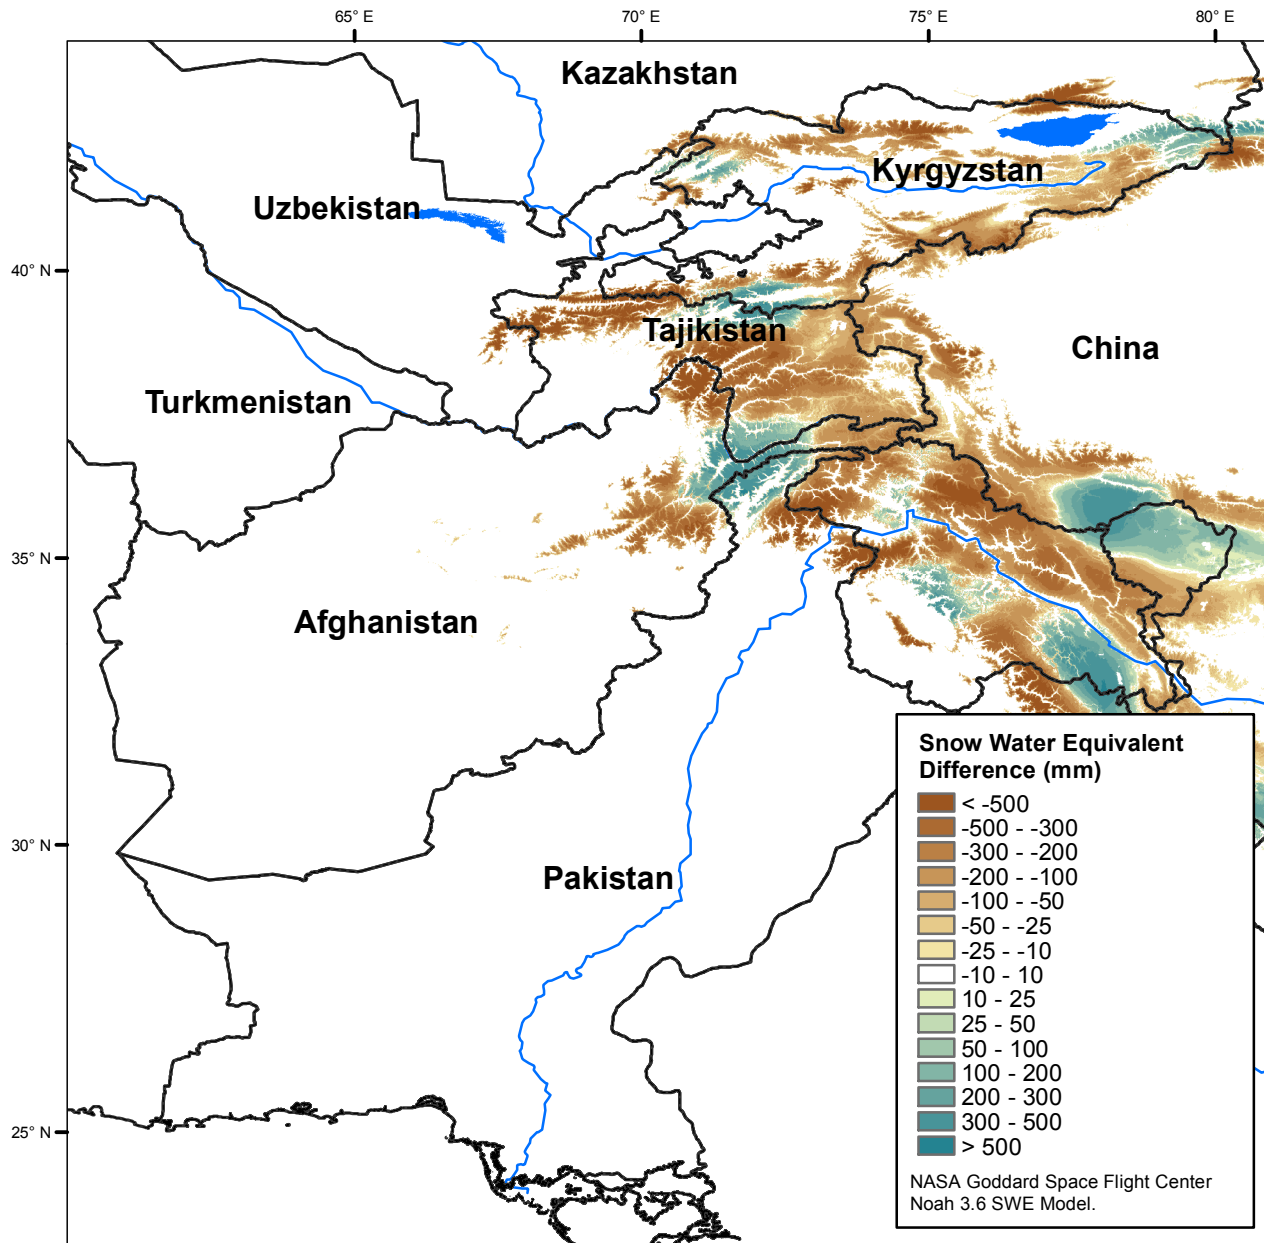 65° E
70° E
75° E
80° E
Kazakhstan
Kyrgyzstan
Uzbekistan
40° N
Tajikistan
China
Turkmenistan
35° N
Afghanistan
30° N
Pakistan
25° N
Snow Water Equivalent
Difference (mm)
< -500
-500 - -300
-300 - -200
-200 - -100
-100 - -50
-50 - -25
-25 - -10
-10 - 10
10 - 25
25 - 50
50 - 100
100 - 200
200 - 300
300 - 500
> 500
NASA Goddard Space Flight Center
Noah 3.6 SWE Model.